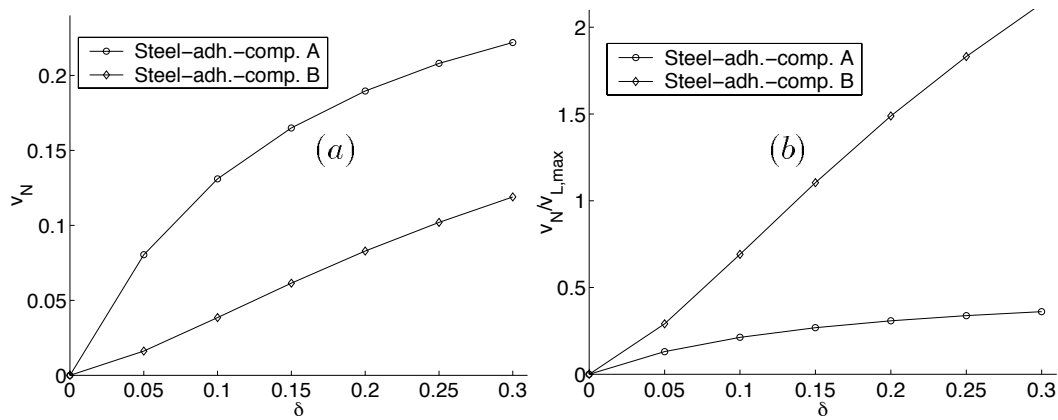 Steel-adh.-comp. A
Steel-adh.-comp. B
(a)
v_N
0.2
0.15
0.1
0.05
0
0 0.05 0.1 0.15 0.2 0.25 0.3
δ
Steel-adh.-comp. A
Steel-adh.-comp. B
(b)
v_N/v_L,max
2
1.5
1
0.5
0
0 0.05 0.1 0.15 0.2 0.25 0.3
δ